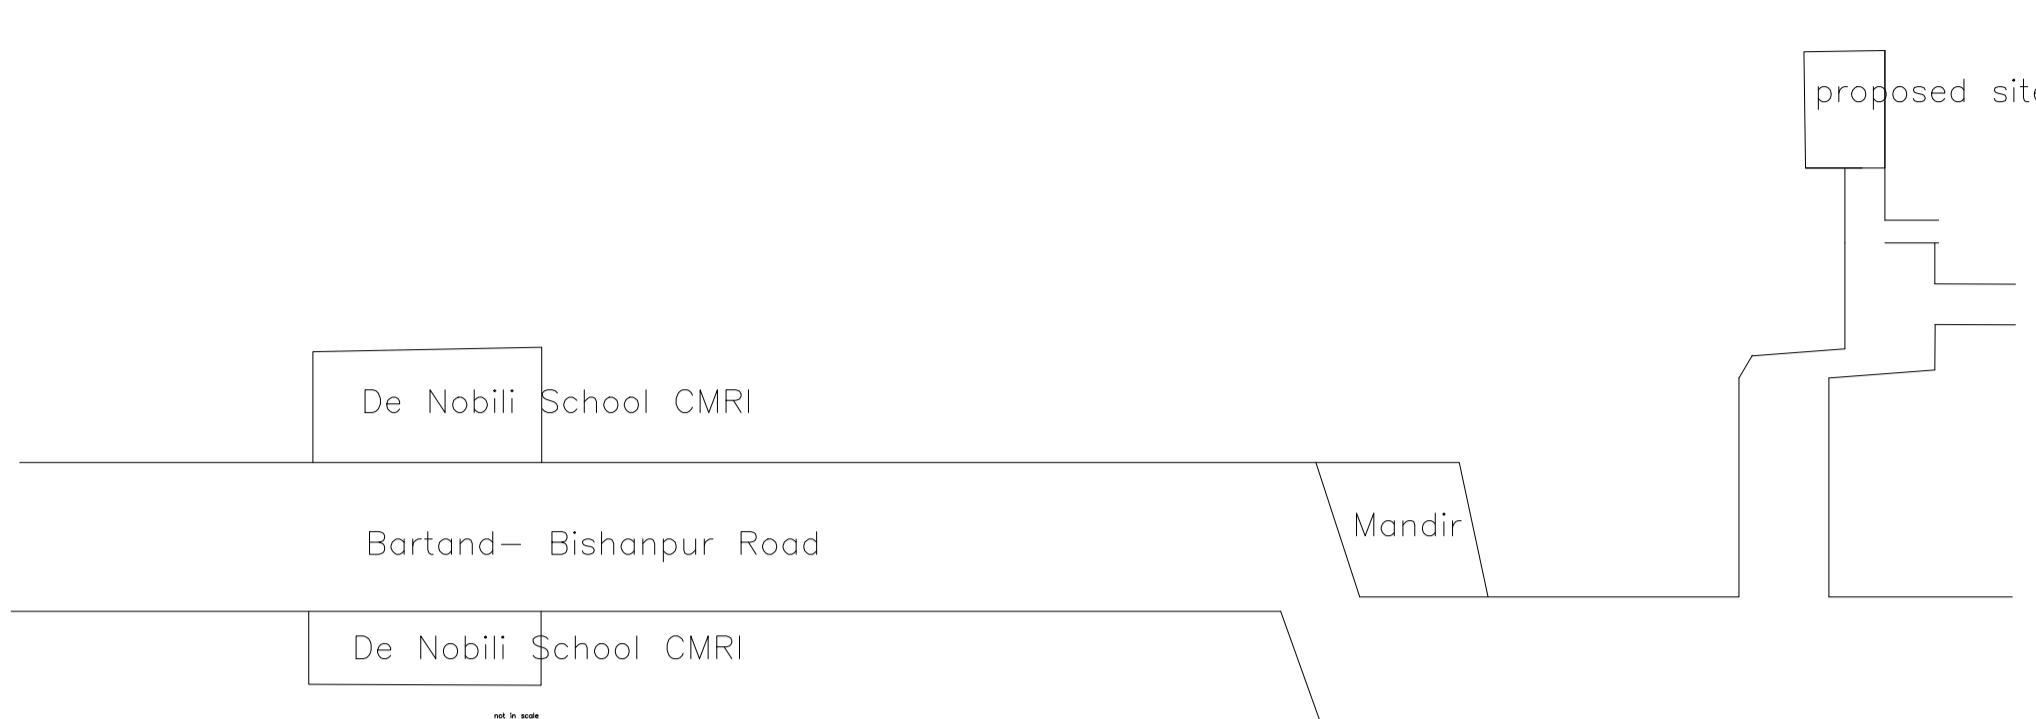 proposed site
De Nobili School CMRI
Mandir
Bartand- Bishanpur Road
De Nobili School CMRI
not in scale